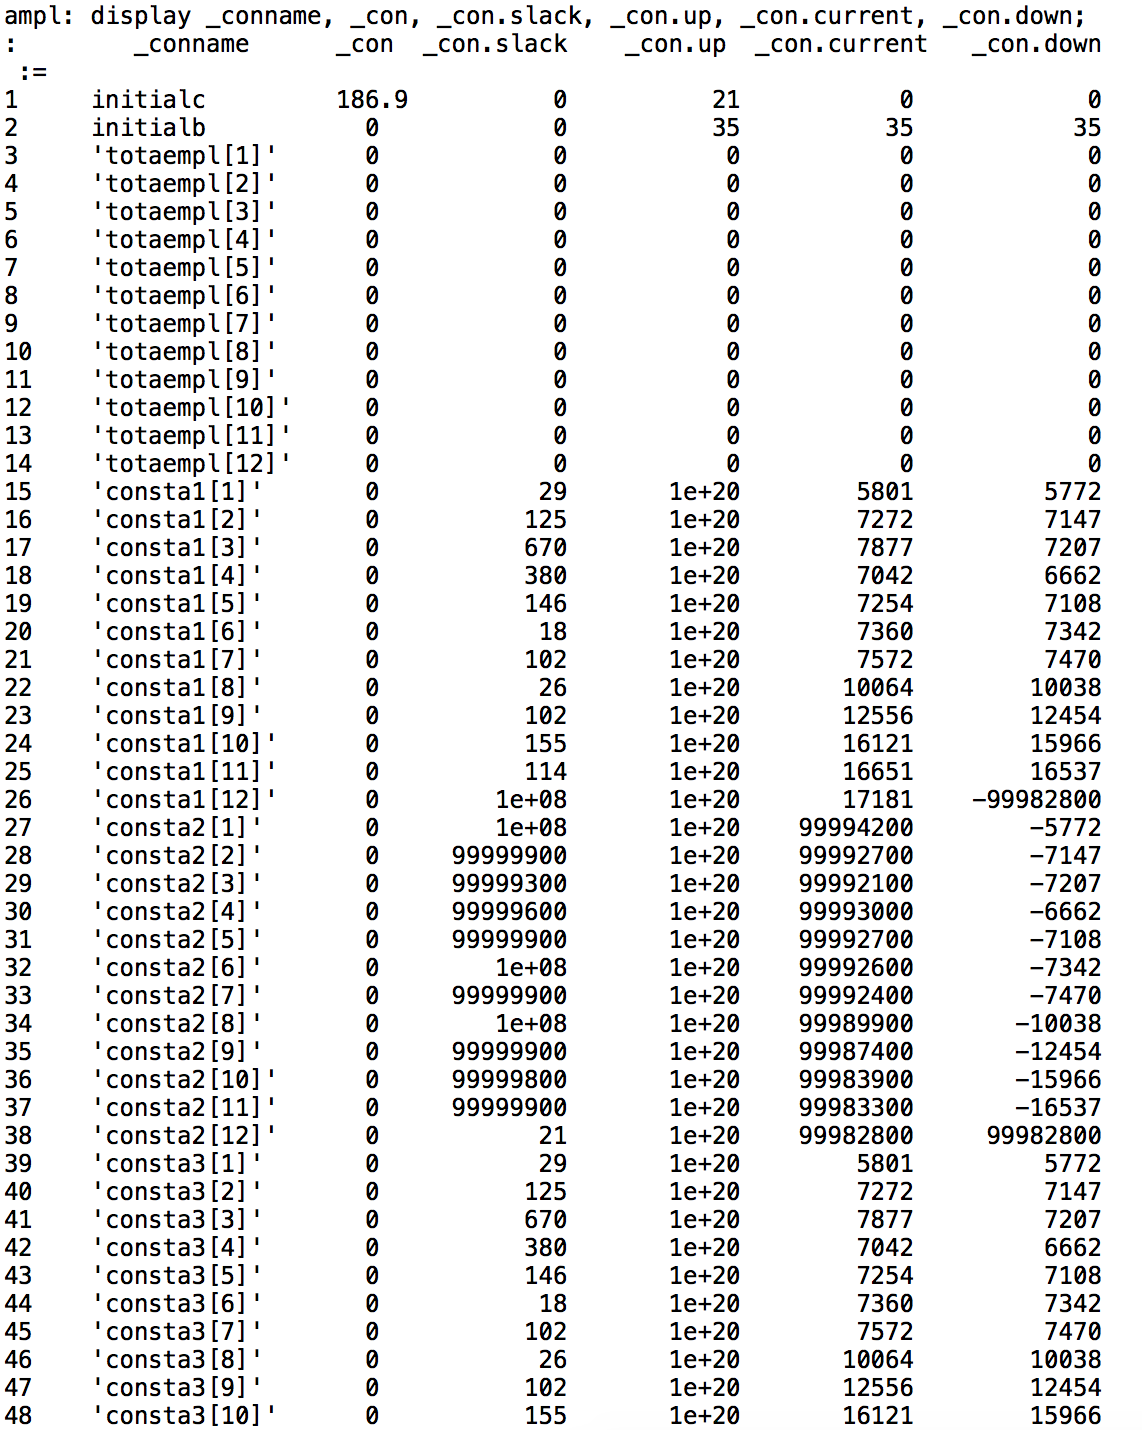 ampl: display _conname, _con, _con.slack, _con.up, _con.current, _con.down;
: _conname _con _con.slack _con.up _con.current _con.down
:=
1 initialc 186.9 0 21 0 0
2 initialb 0 0 35 35 35
3 'totaempl[1]' 0 0 0 0 0
4 'totaempl[2]' 0 0 0 0 0
5 'totaempl[3]' 0 0 0 0 0
6 'totaempl[4]' 0 0 0 0 0
7 'totaempl[5]' 0 0 0 0 0
8 'totaempl[6]' 0 0 0 0 0
9 'totaempl[7]' 0 0 0 0 0
10 'totaempl[8]' 0 0 0 0 0
11 'totaempl[9]' 0 0 0 0 0
12 'totaempl[10]' 0 0 0 0 0
13 'totaempl[11]' 0 0 0 0 0
14 'totaempl[12]' 0 0 0 0 0
15 'consta1[1]' 0 29 1e+20 5801 5772
16 'consta1[2]' 0 125 1e+20 7272 7147
17 'consta1[3]' 0 670 1e+20 7877 7207
18 'consta1[4]' 0 380 1e+20 7042 6662
19 'consta1[5]' 0 146 1e+20 7254 7108
20 'consta1[6]' 0 18 1e+20 7360 7342
21 'consta1[7]' 0 102 1e+20 7572 7470
22 'consta1[8]' 0 26 1e+20 10064 10038
23 'consta1[9]' 0 102 1e+20 12556 12454
24 'consta1[10]' 0 155 1e+20 16121 15966
25 'consta1[11]' 0 114 1e+20 16651 16537
26 'consta1[12]' 0 1e+08 1e+20 17181 -99982800
27 'consta2[1]' 0 1e+08 1e+20 99994200 -5772
28 'consta2[2]' 0 99999900 1e+20 99992700 -7147
29 'consta2[3]' 0 99999300 1e+20 99992100 -7207
30 'consta2[4]' 0 99999600 1e+20 99993000 -6662
31 'consta2[5]' 0 99999900 1e+20 99992700 -7108
32 'consta2[6]' 0 1e+08 1e+20 99992600 -7342
33 'consta2[7]' 0 99999900 1e+20 99992400 -7470
34 'consta2[8]' 0 1e+08 1e+20 99989900 -10038
35 'consta2[9]' 0 99999900 1e+20 99987400 -12454
36 'consta2[10]' 0 99999800 1e+20 99983900 -15966
37 'consta2[11]' 0 99999900 1e+20 99983300 -16537
38 'consta2[12]' 0 21 1e+20 99982800 99982800
39 'consta3[1]' 0 29 1e+20 5801 5772
40 'consta3[2]' 0 125 1e+20 7272 7147
41 'consta3[3]' 0 670 1e+20 7877 7207
42 'consta3[4]' 0 380 1e+20 7042 6662
43 'consta3[5]' 0 146 1e+20 7254 7108
44 'consta3[6]' 0 18 1e+20 7360 7342
45 'consta3[7]' 0 102 1e+20 7572 7470
46 'consta3[8]' 0 26 1e+20 10064 10038
47 'consta3[9]' 0 102 1e+20 12556 12454
48 'consta3[10]' 0 155 1e+20 16121 15966